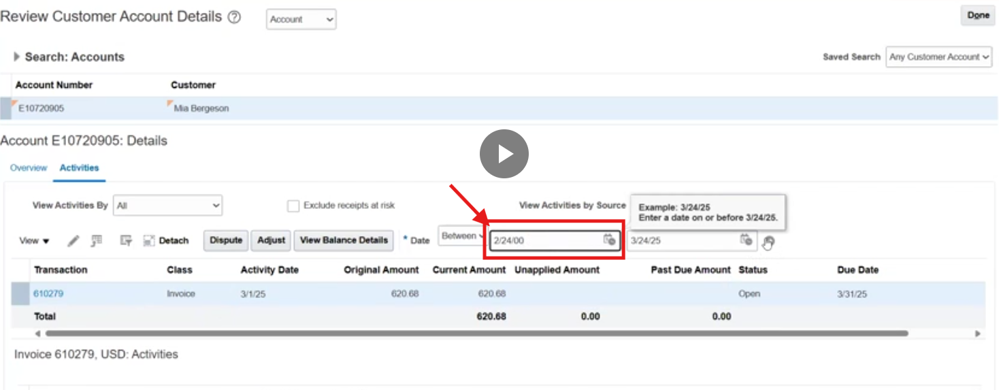 Review Customer Account Details ? Account Done
Search: Accounts Saved Search Any Customer Account
Account Number Customer
E10720905 Mia Bergeson
Account E10720905: Details
Overview Activities
View Activities By All Exclude receipts at risk View Activities by Source
Example: 3/24/25
Enter a date on or before 3/24/25.
View Detach Dispute Adjust View Balance Details * Date Between 2/24/00 3/24/25
Transaction Class Activity Date Original Amount Current Amount Unapplied Amount Past Due Amount Status Due Date
610279 Invoice 3/1/25 620.68 620.68 Open 3/31/25
Total 620.68 0.00 0.00
Invoice 610279, USD: Activities